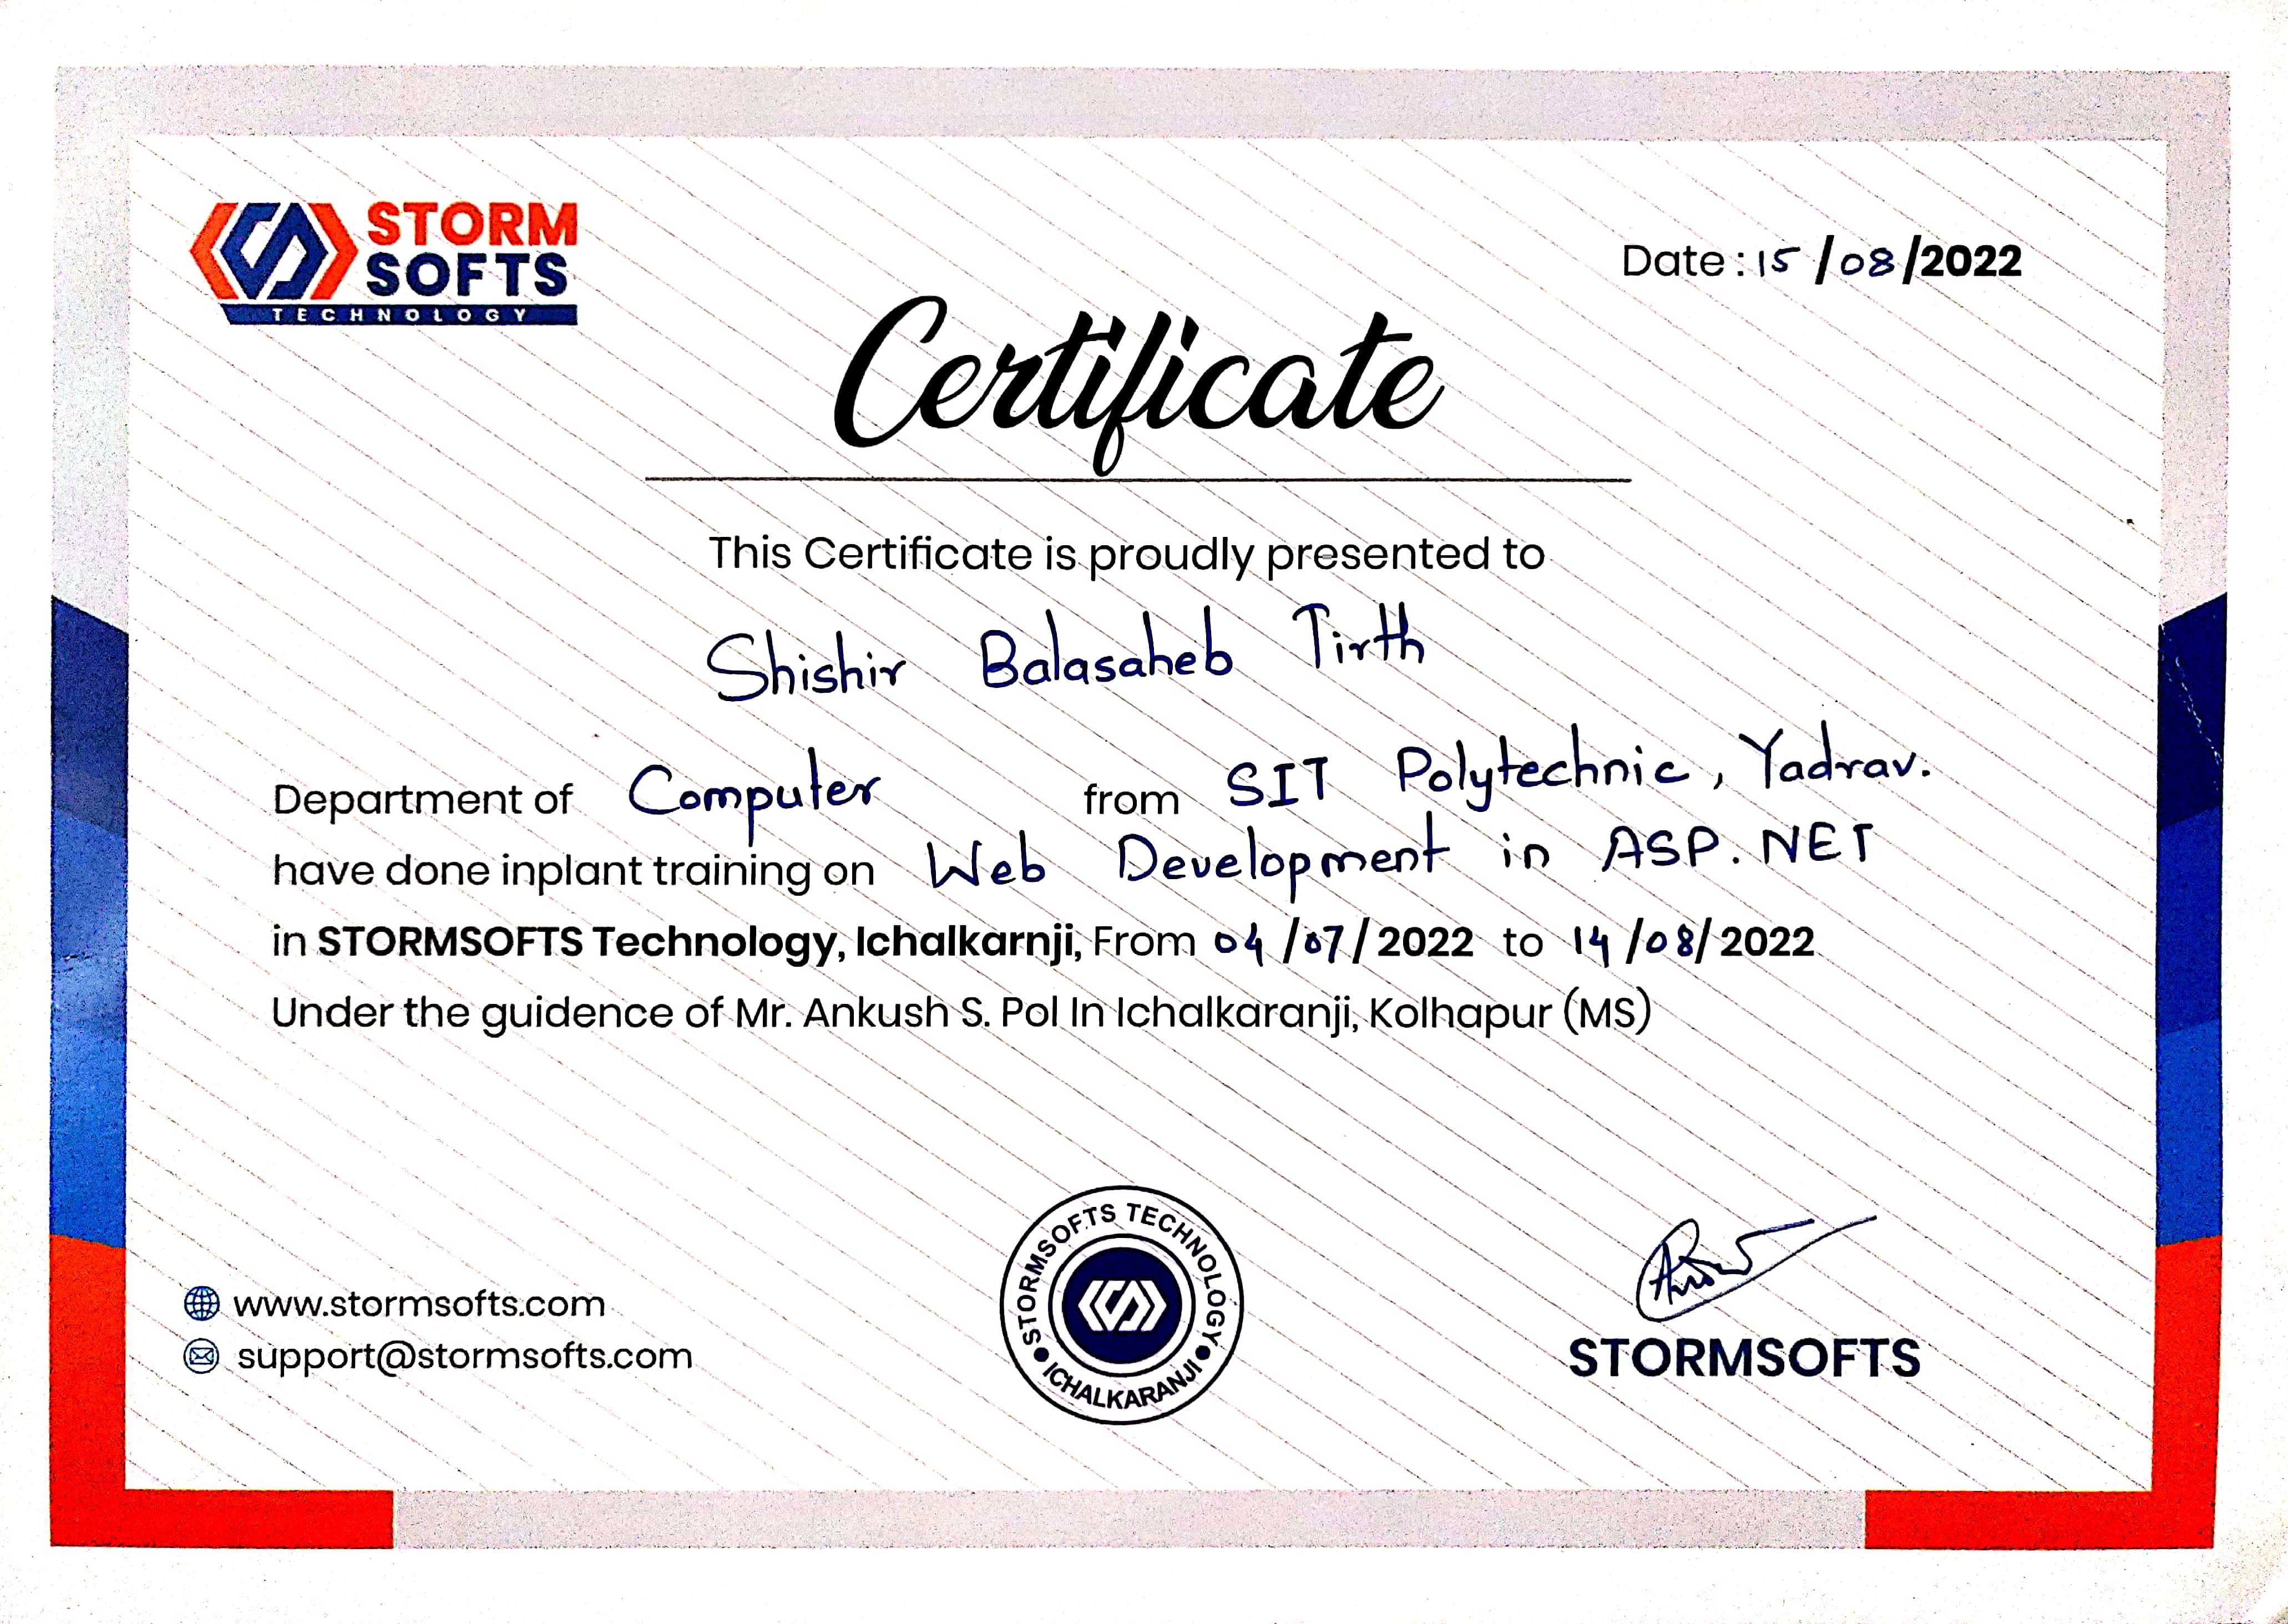 STORM
SOFTS
TECHNOLOGY
Date : 15 /08/2022
Certificate
This Certificate is proudly presented to
Shishir Balasaheb Tirth
Department of Computer from SIT Polytechnic, Yadrav.
have done inplant training on Web Development in ASP.NET
in STORMSOFTS Technology, Ichalkarnji, From 04/07/2022 to 14/08/2022
Under the guidence of Mr. Ankush S. Pol In Ichalkaranji, Kolhapur (MS)
STORMSOFTS TECHNOLOGY
ICHALKARANJI
www.stormsofts.com
support@stormsofts.com
STORMSOFTS